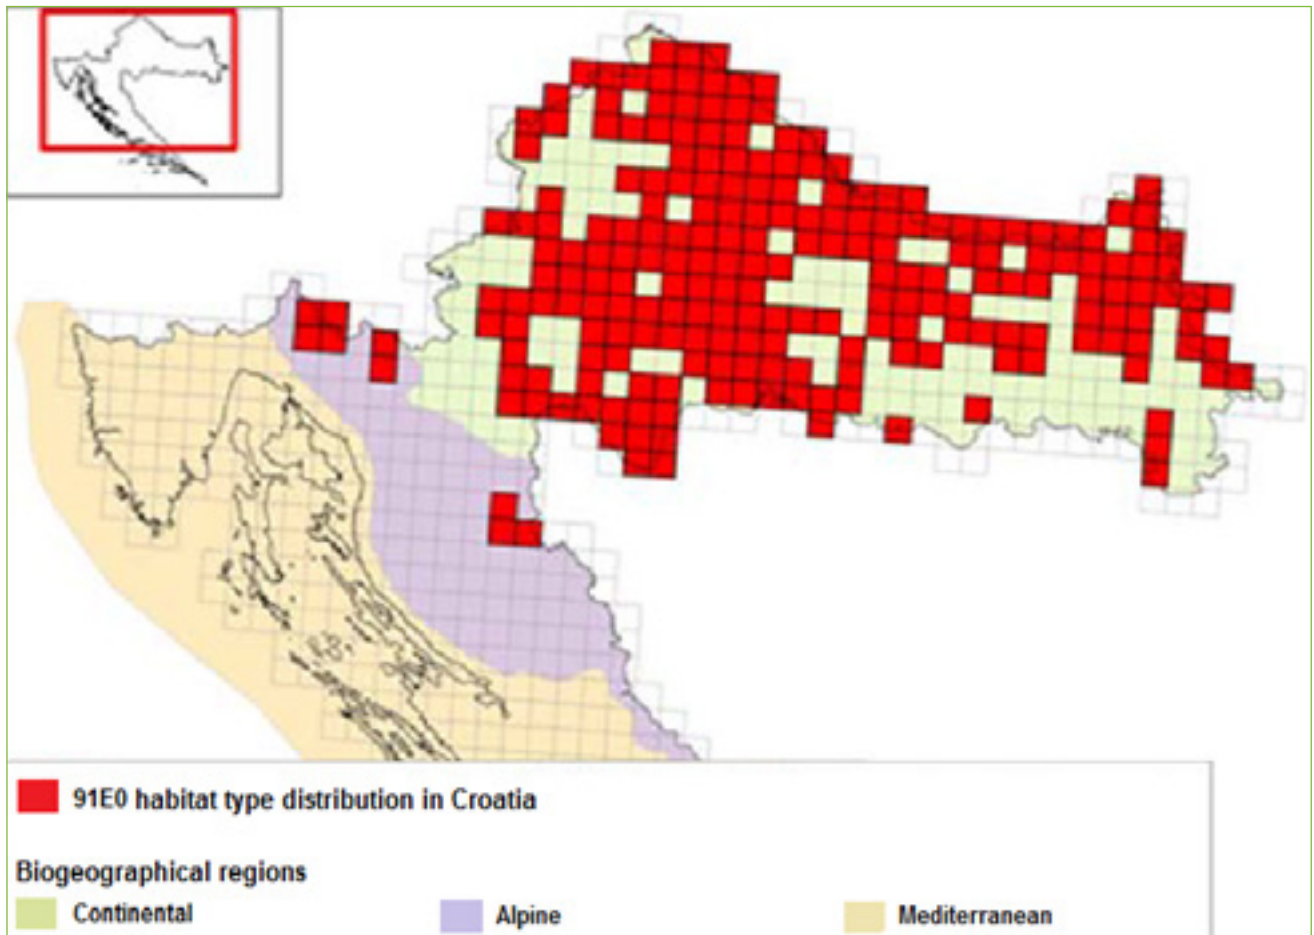 91E0 habitat type distribution in Croatia
Biogeographical regions
Continental
Alpine
Mediterranean